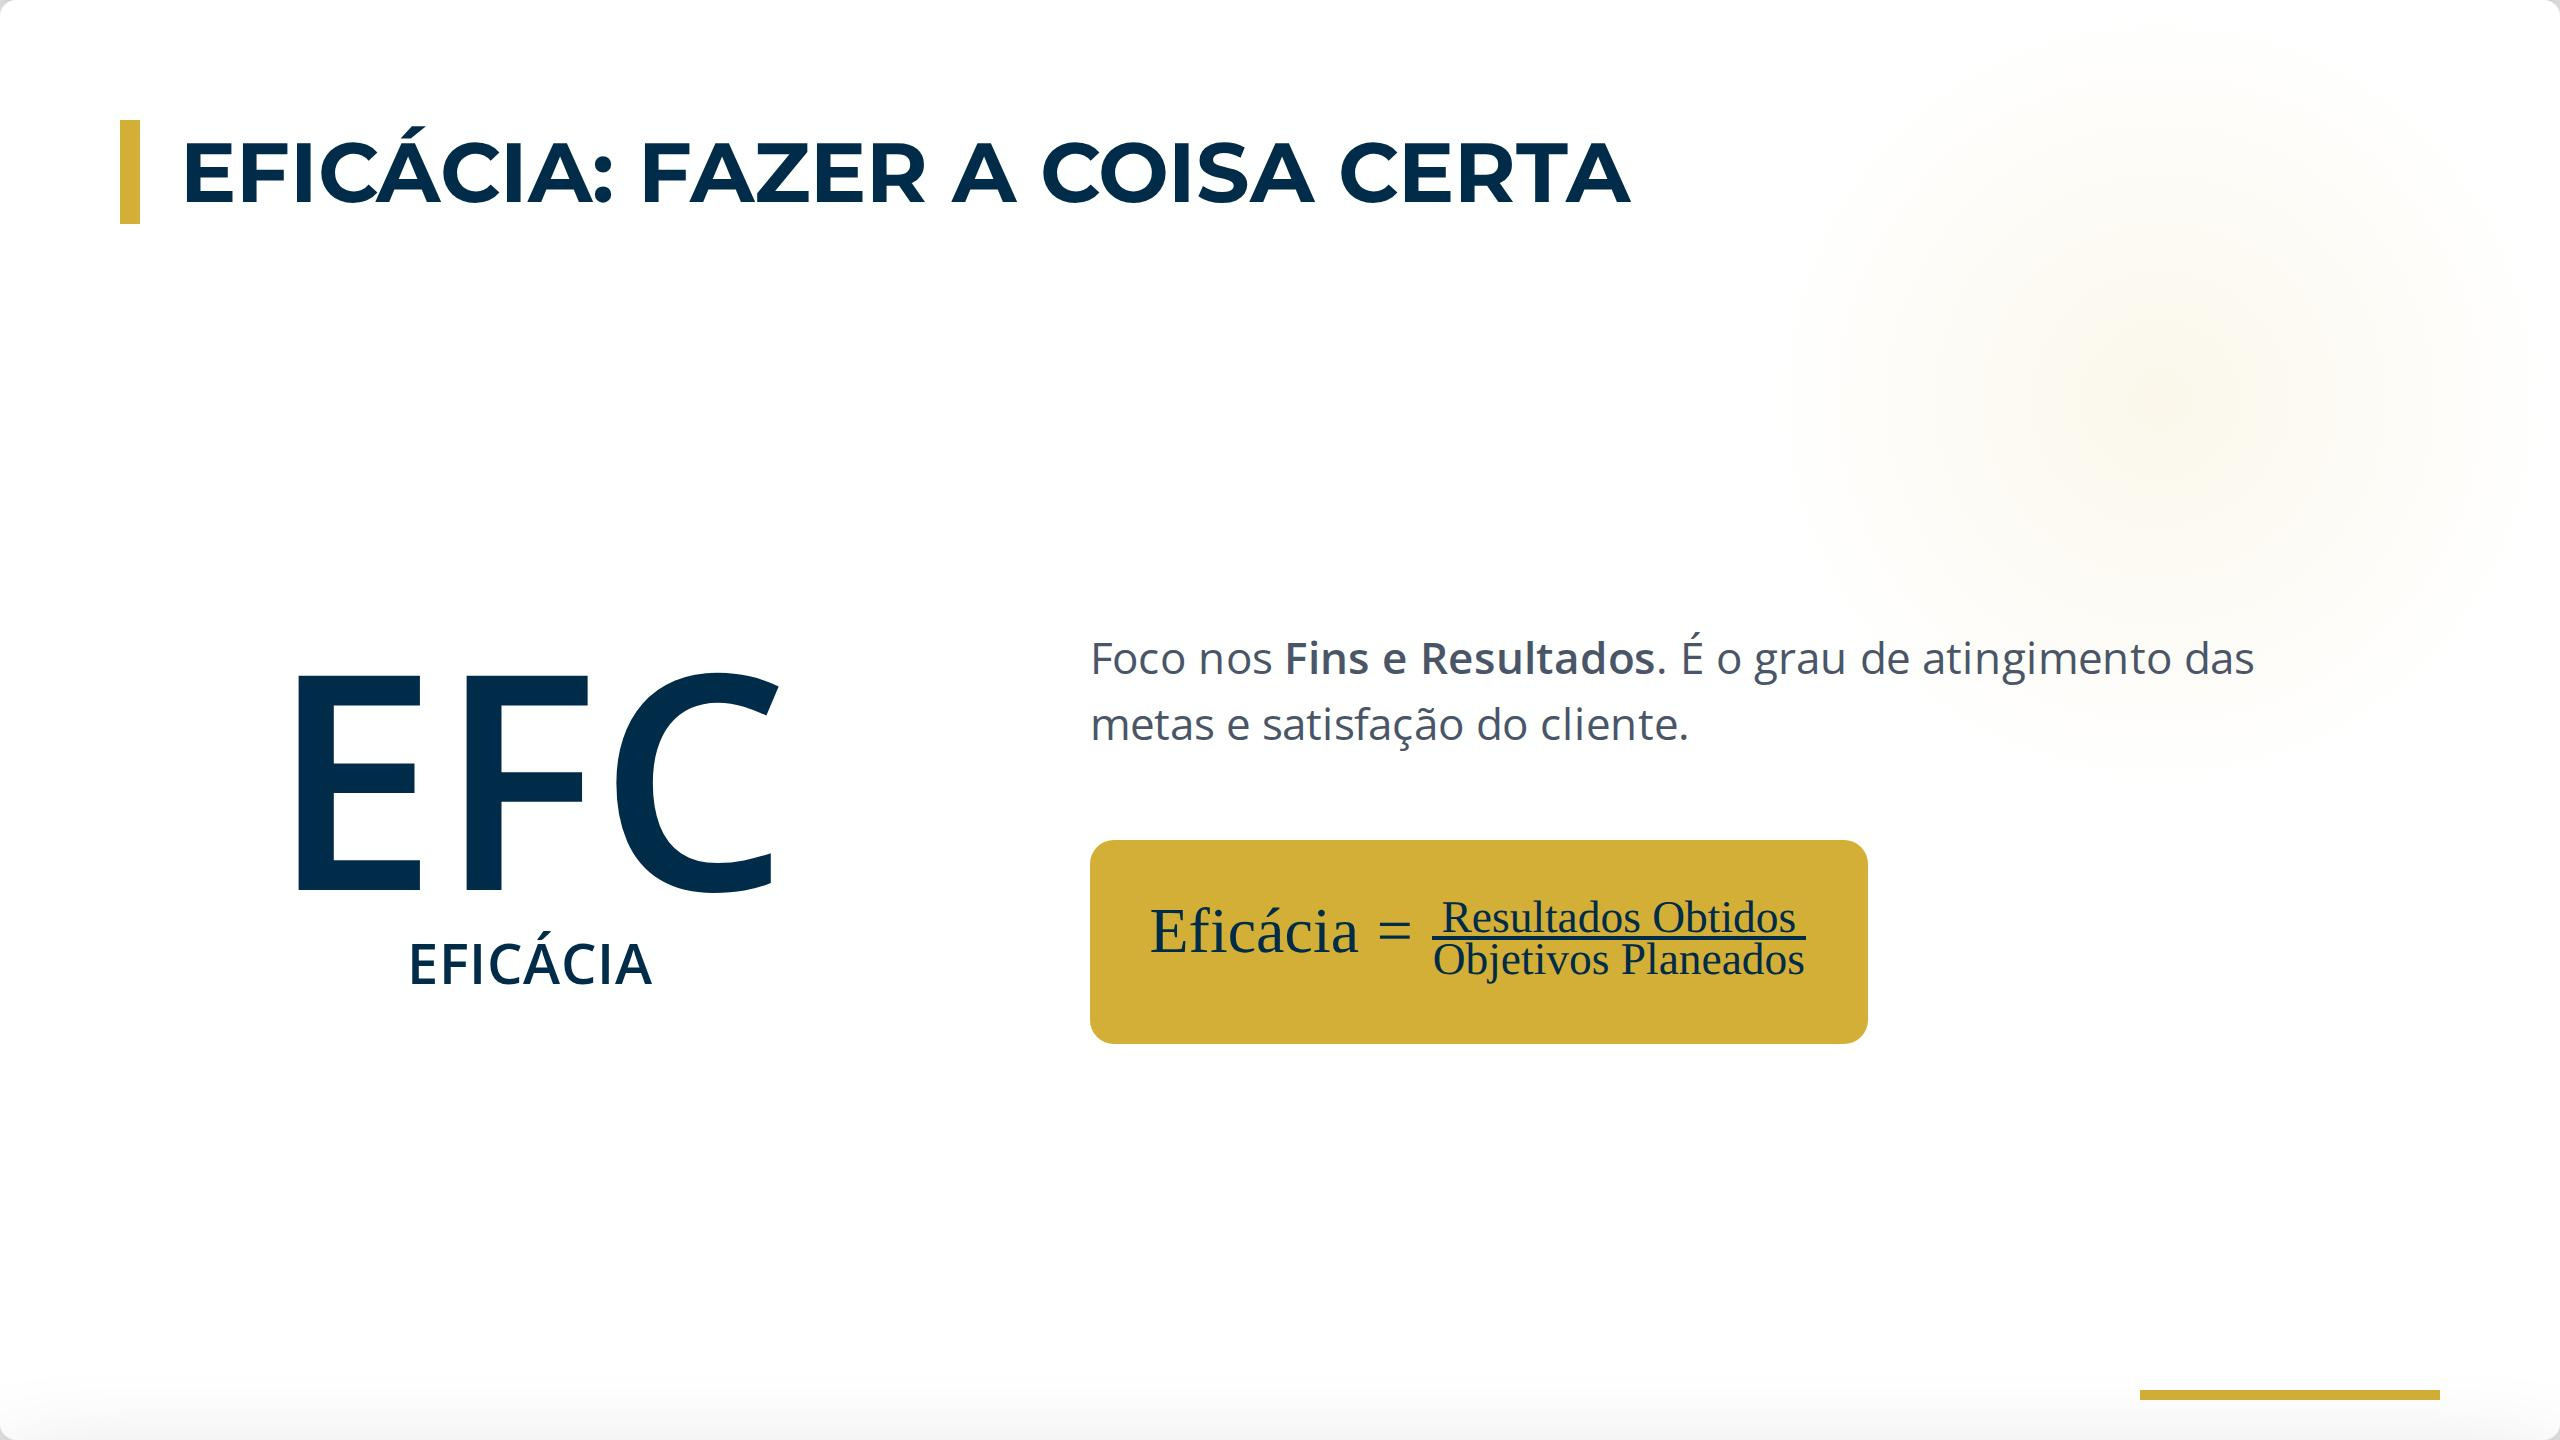 EFICÁCIA: FAZER A COISA CERTA
EFC
EFICÁCIA
Foco nos Fins e Resultados. É o grau de atingimento das
metas e satisfação do cliente.
Eficácia = Resultados Obtidos
Objetivos Planeados